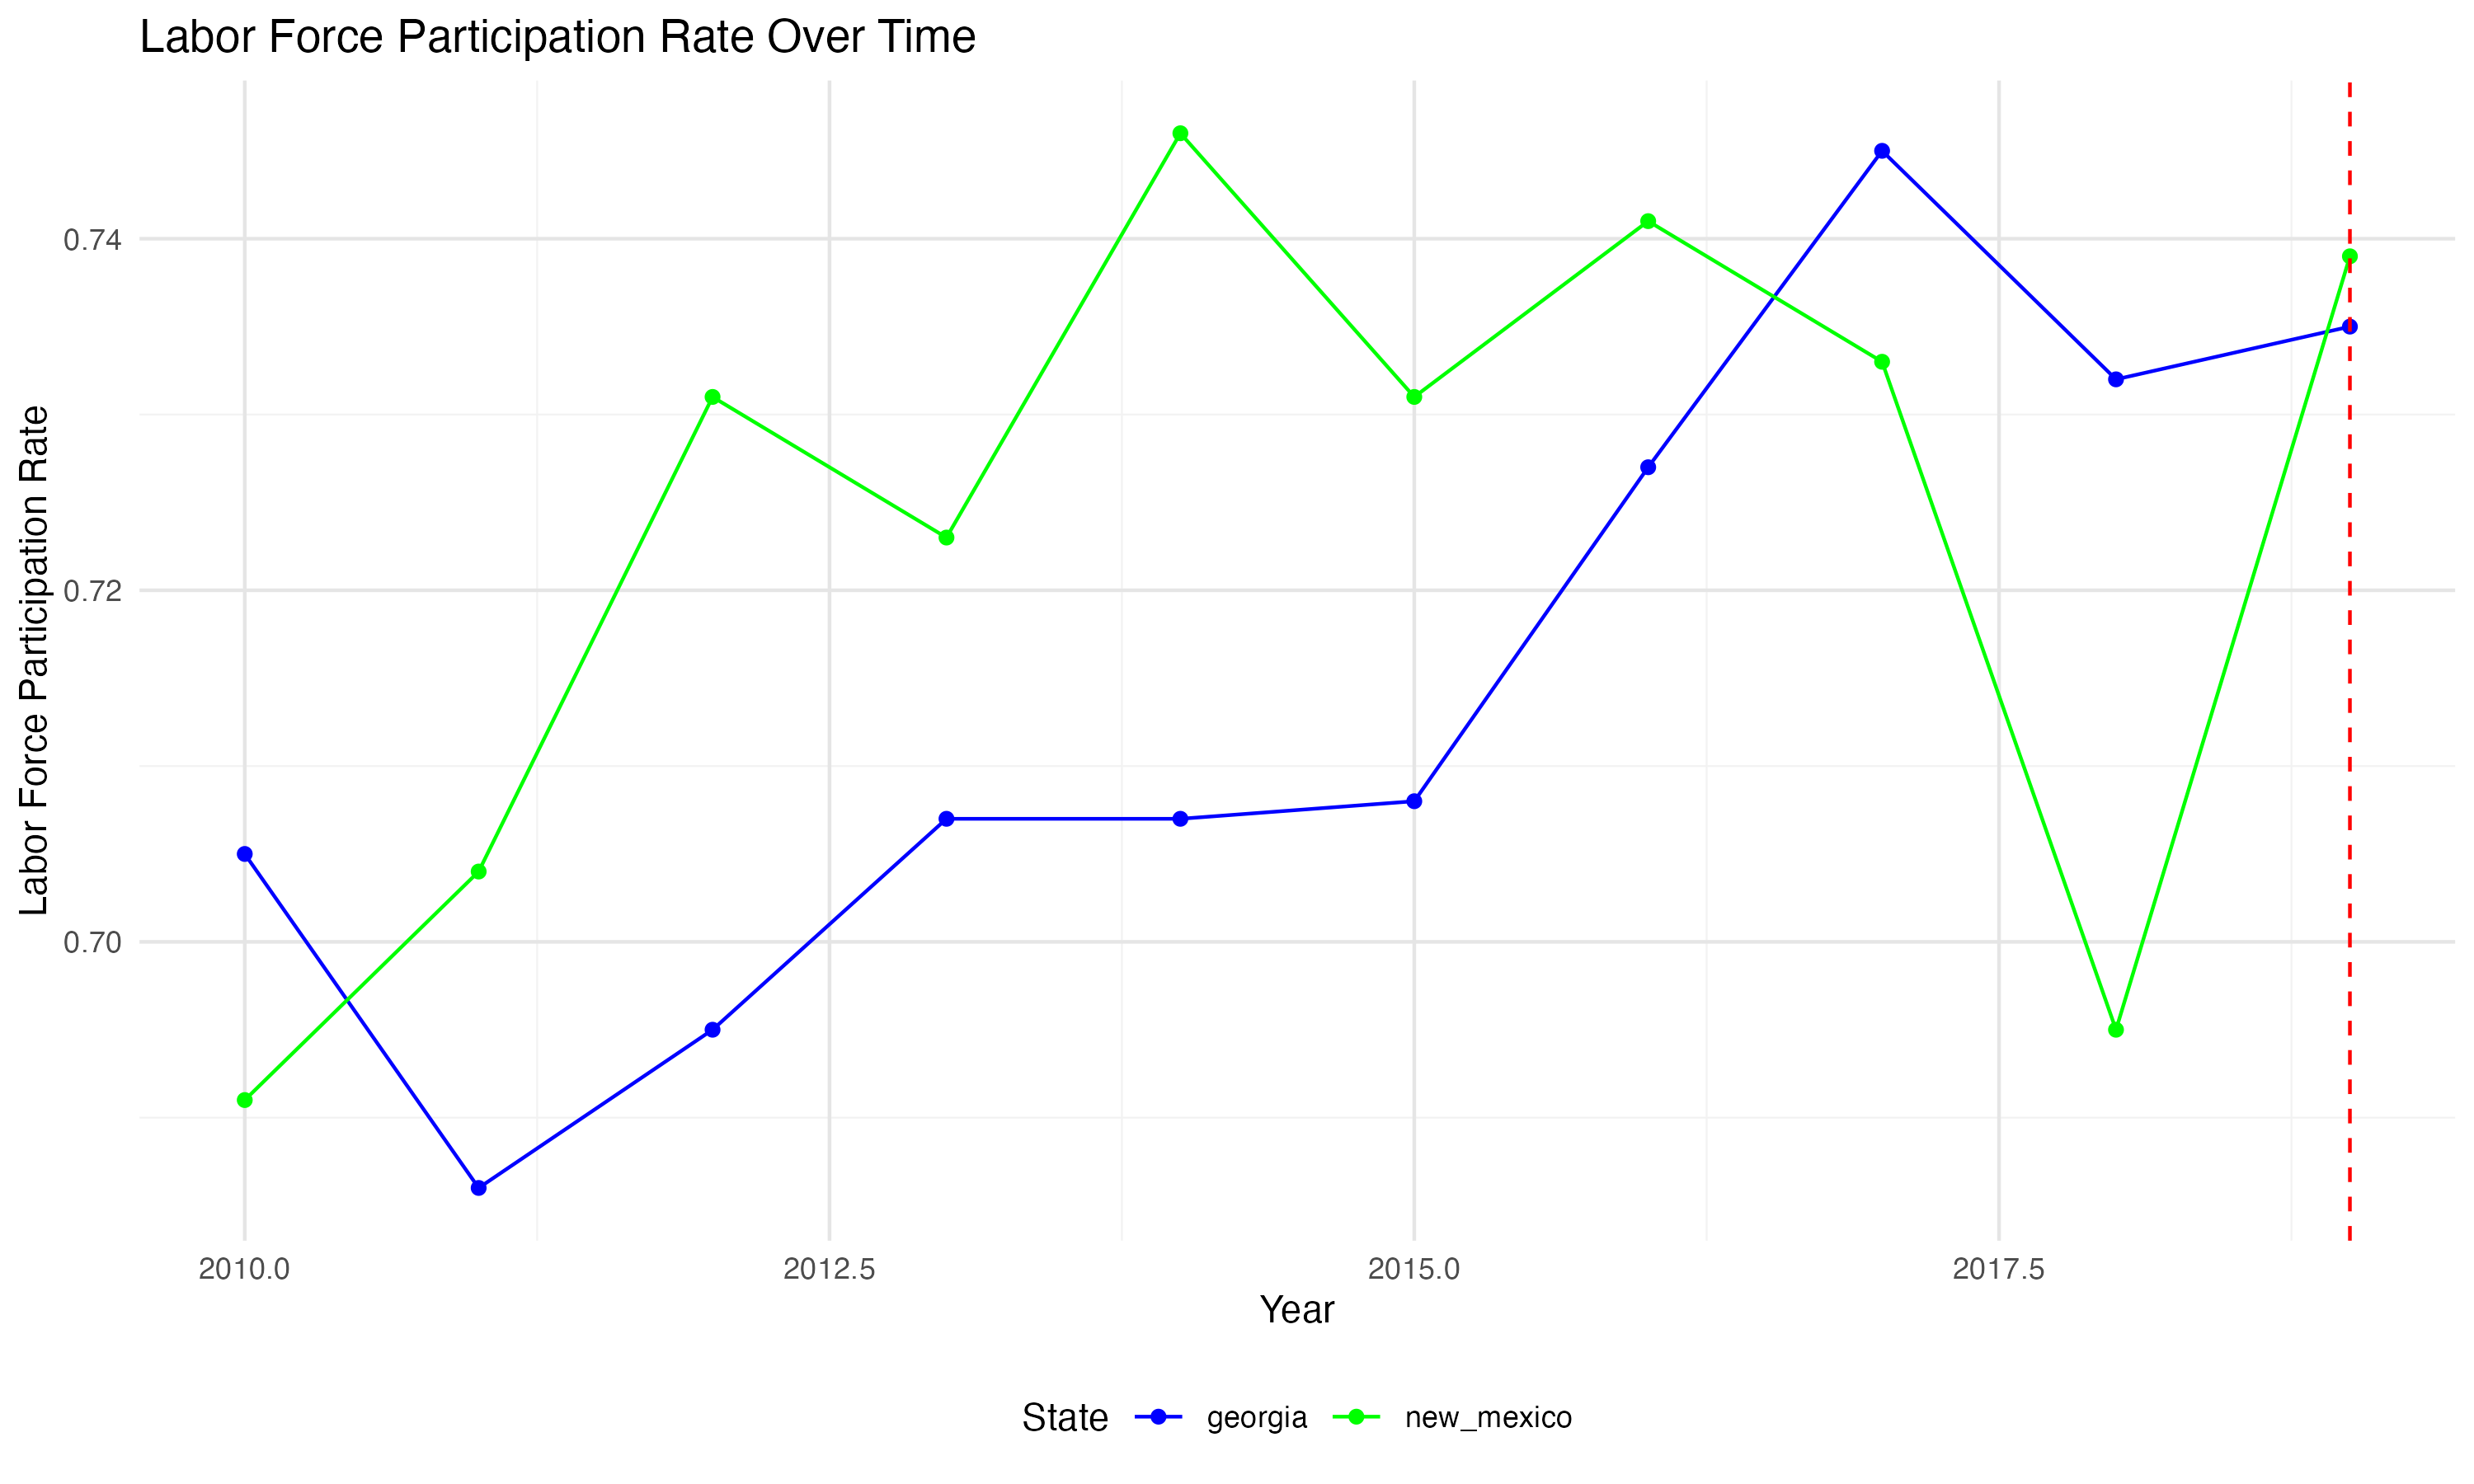 Labor Force Participation Rate Over Time
Labor Force Participation Rate
0.74
0.72
0.70
2010.0 2012.5 2015.0 2017.5
Year
State georgia new_mexico